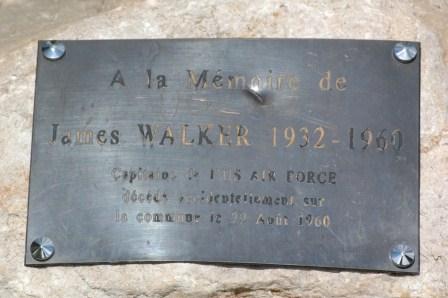 A la Mémoire de
James WALKER 1932-1960
Capitaine de l'US AIR FORCE
décédé accidentellement sur
la commune le 29 Août 1960